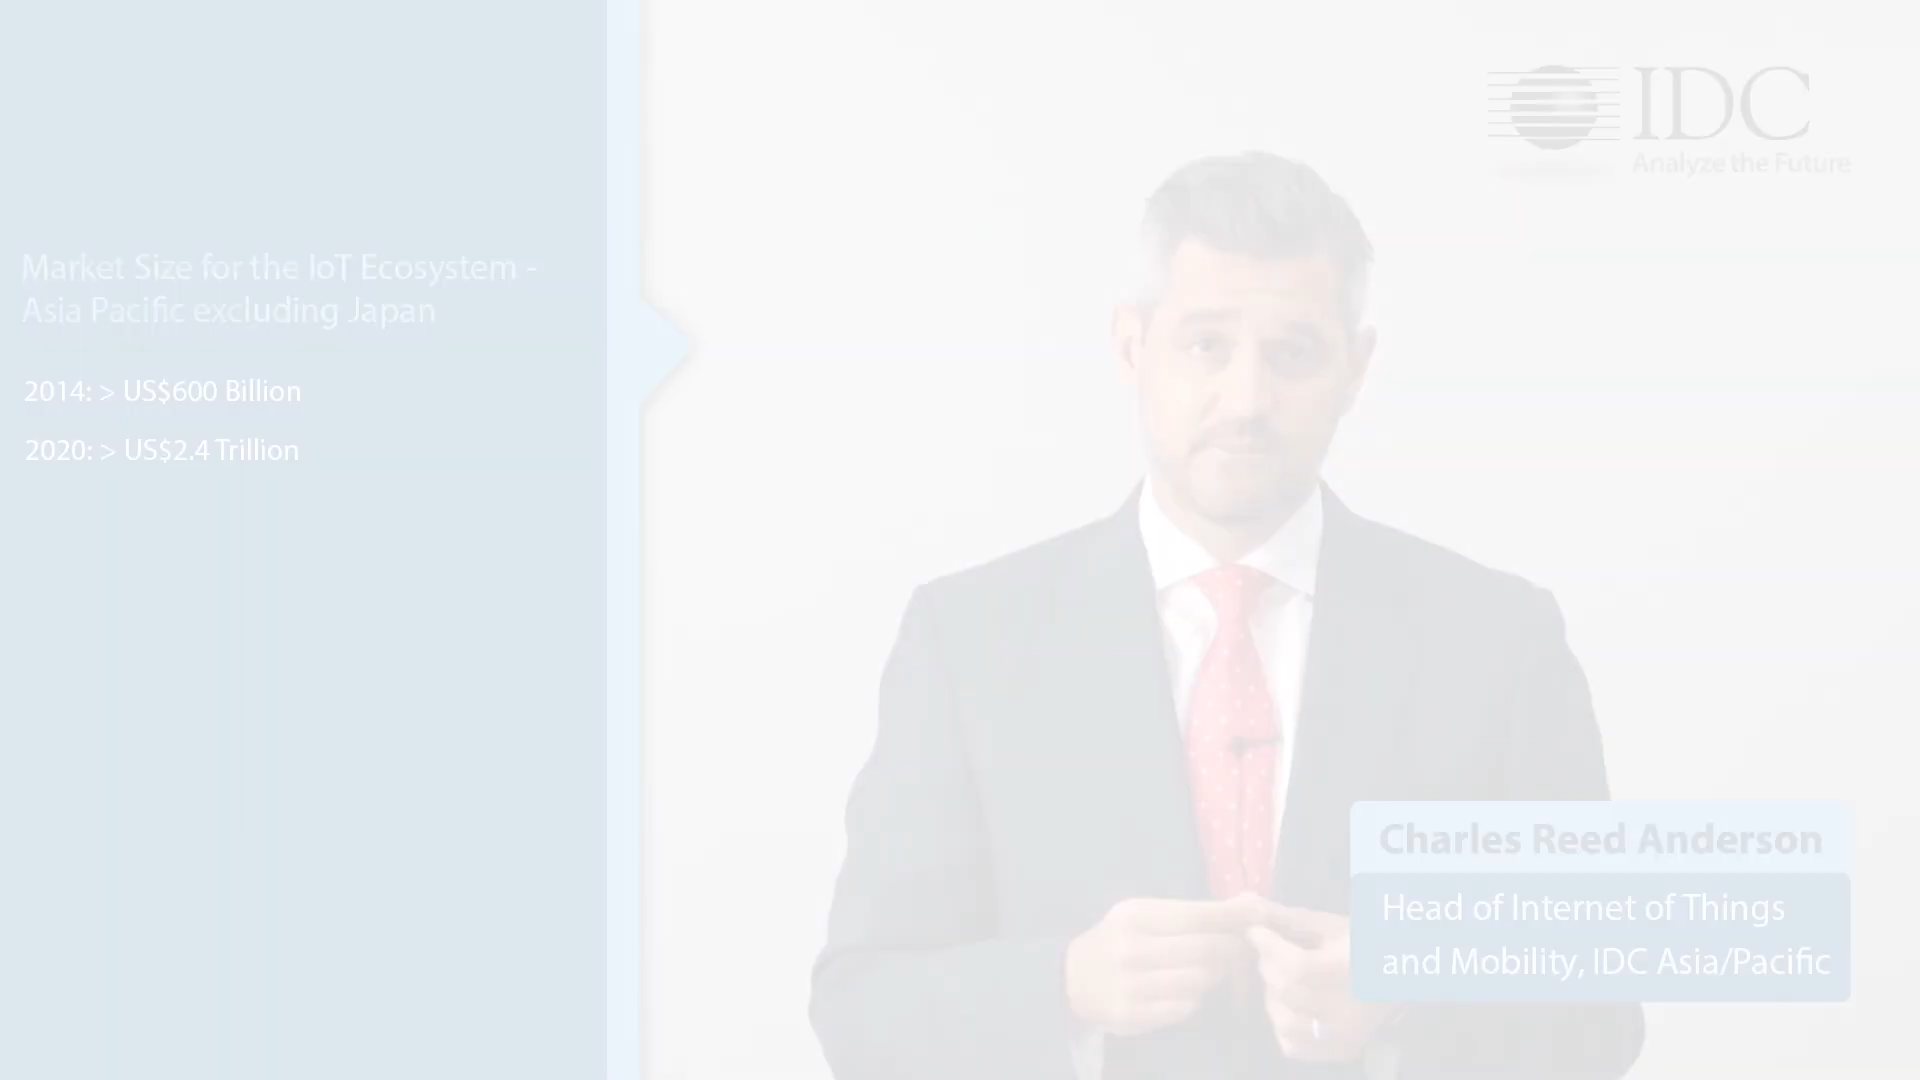 Market Size for the IoT Ecosystem -
Asia Pacific excluding Japan
2014: > US$600 Billion
2020: > US$2.4 Trillion
IDC
Analyze the Future
Charles Reed Anderson
Head of Internet of Things
and Mobility, IDC Asia/Pacific